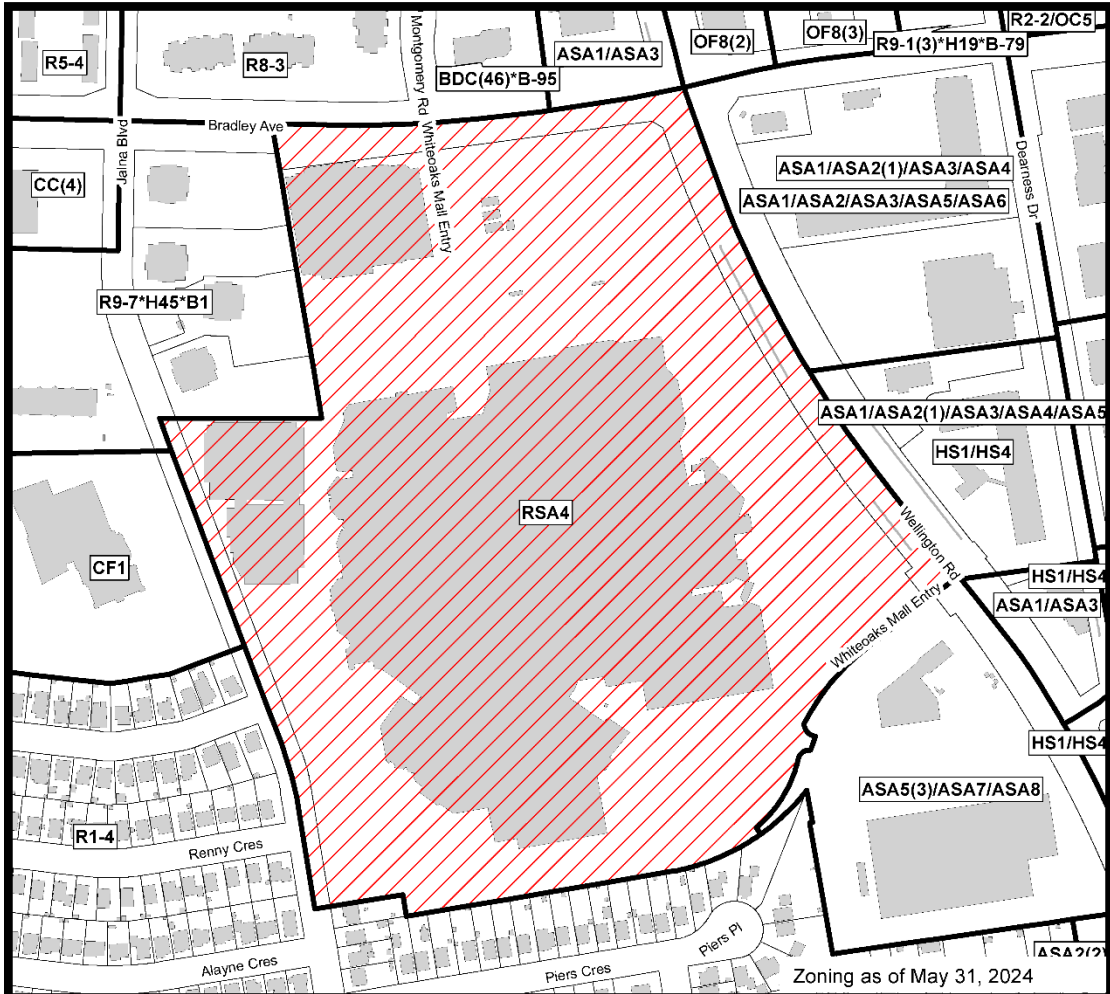 R2-2/OC5
OF8(3)
OF8(2)
R9-1(3)*H19*B-79
ASA1/ASA3
R5-4
R8-3
BDC(46)*B-95
Montgomery Rd
Bradley Ave
Jalna Blvd
Whiteoaks Mall Entry
Dearness Dr
CC(4)
ASA1/ASA2(1)/ASA3/ASA4
ASA1/ASA2/ASA3/ASA5/ASA6
R9-7*H45*B1
ASA1/ASA2(1)/ASA3/ASA4/ASA5
HS1/HS4
RSA4
Wellington Rd
CF1
HS1/HS4
ASA1/ASA3
Whiteoaks Mall Entry
HS1/HS4
ASA5(3)/ASA7/ASA8
R1-4
Renny Cres
Piers Pl
ASA2(2)
Alayne Cres
Piers Cres
Zoning as of May 31, 2024